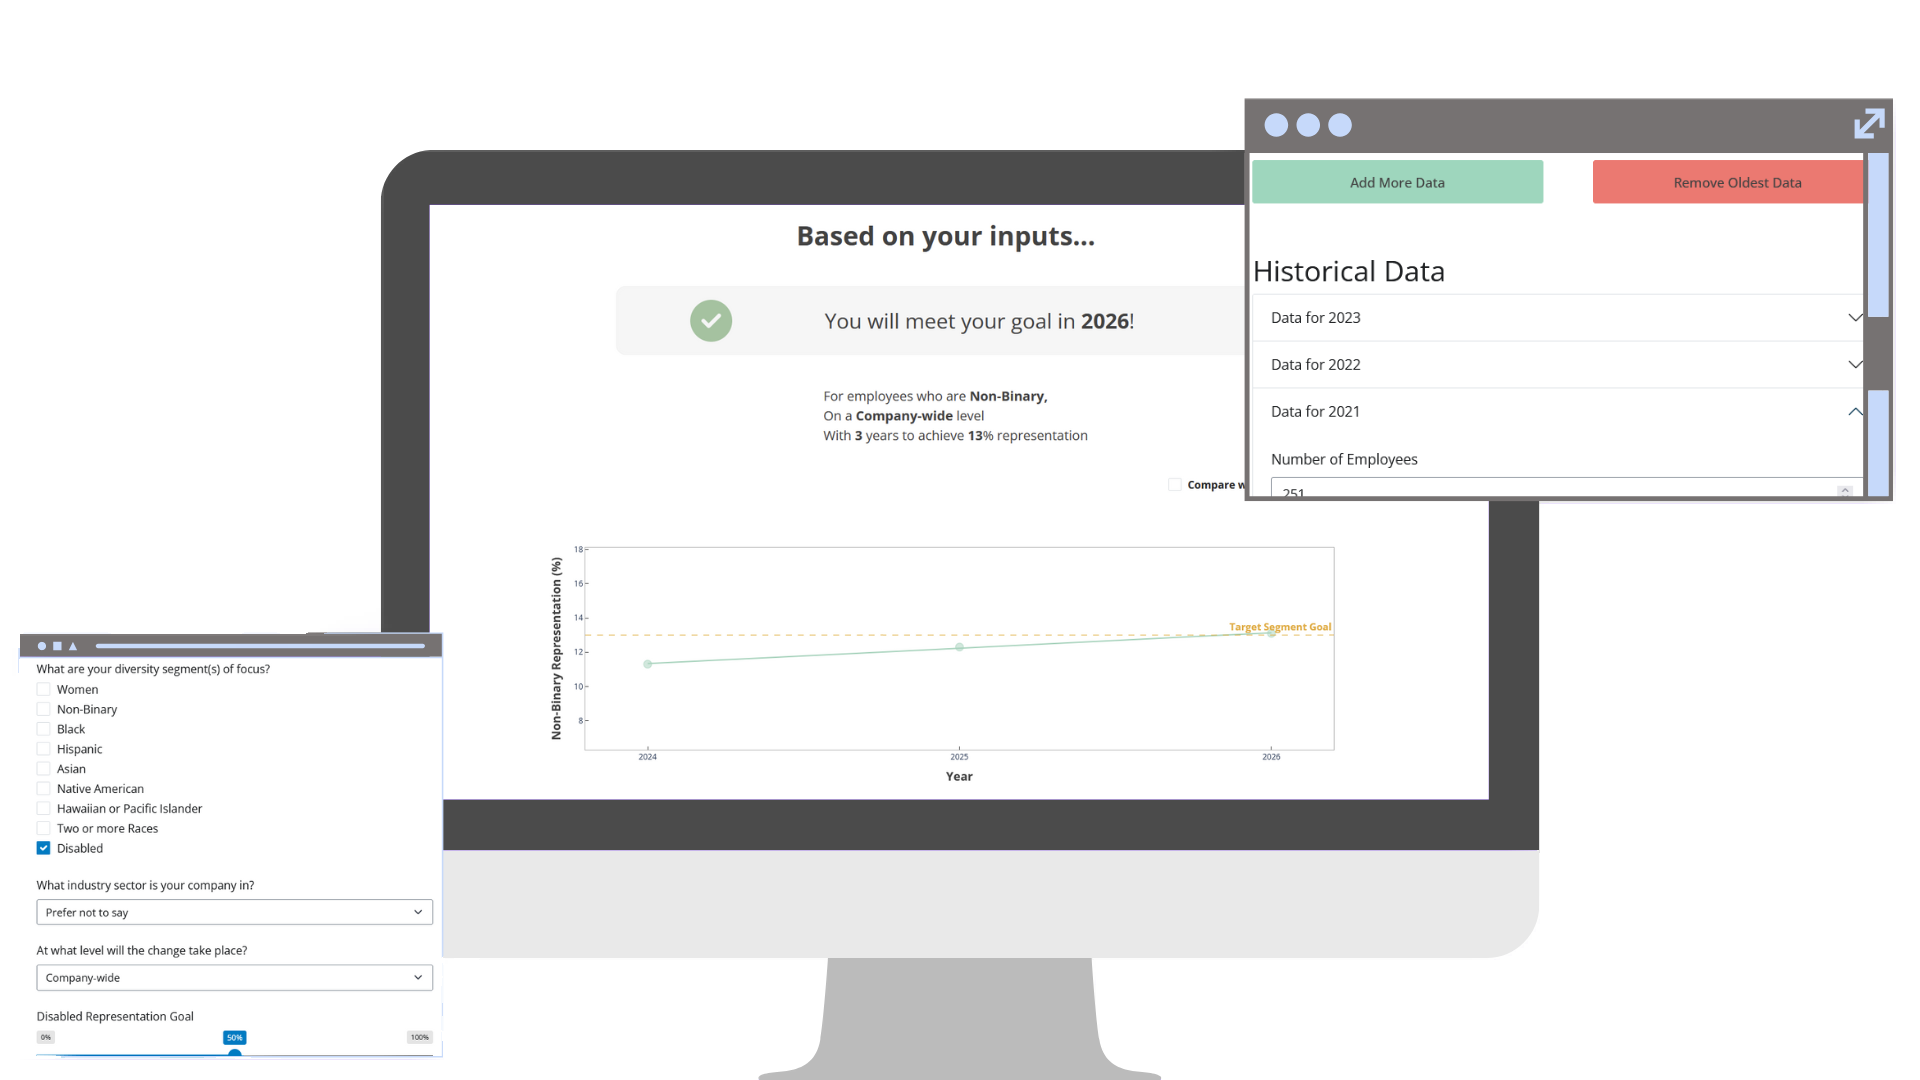 Based on your inputs...
You will meet your goal in 2026!
For employees who are Non-Binary,
On a Company-wide level
With 3 years to achieve 13% representation
Compare w
Non-Binary Representation (%)
18
16
14
12
10
8
Target Segment Goal
2024
2025
2026
Year
Add More Data
Remove Oldest Data
Historical Data
Data for 2023
Data for 2022
Data for 2021
Number of Employees
251
What are your diversity segment(s) of focus?
Women
Non-Binary
Black
Hispanic
Asian
Native American
Hawaiian or Pacific Islander
Two or more Races
Disabled
What industry sector is your company in?
Prefer not to say
At what level will the change take place?
Company-wide
Disabled Representation Goal
0%
50%
100%